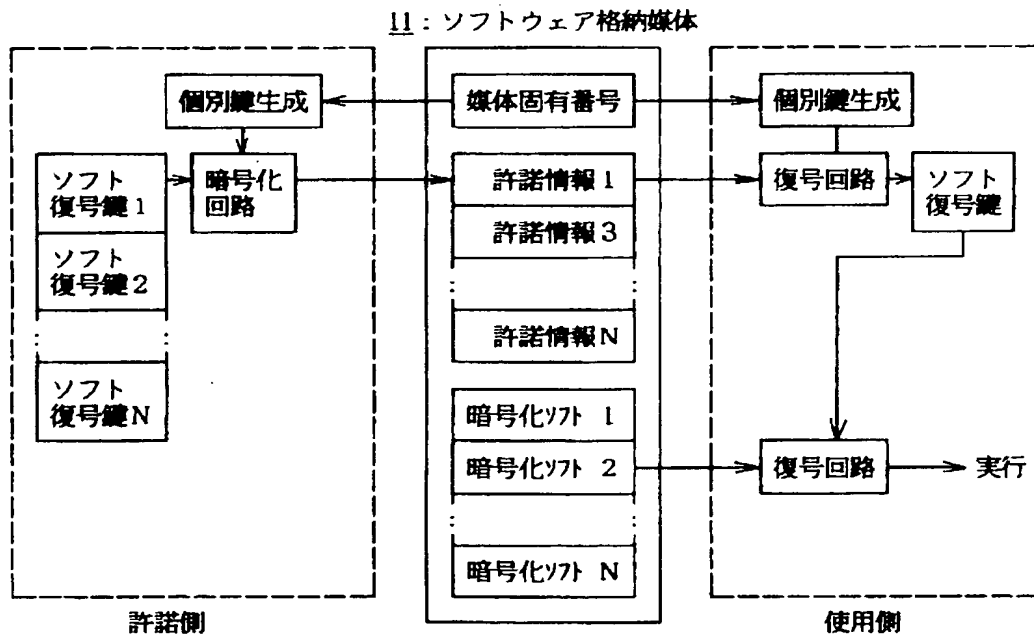 11：ソフトウェア格納媒体
個別鍵生成
ソフト
復号鍵1
ソフト
復号鍵2
ソフト
復号鍵N
暗号化
回路
許諾側
媒体固有番号
許諾情報1
許諾情報3
許諾情報N
暗号化ソフト 1
暗号化ソフト 2
暗号化ソフト N
個別鍵生成
復号回路
ソフト
復号鍵
復号回路
実行
使用側